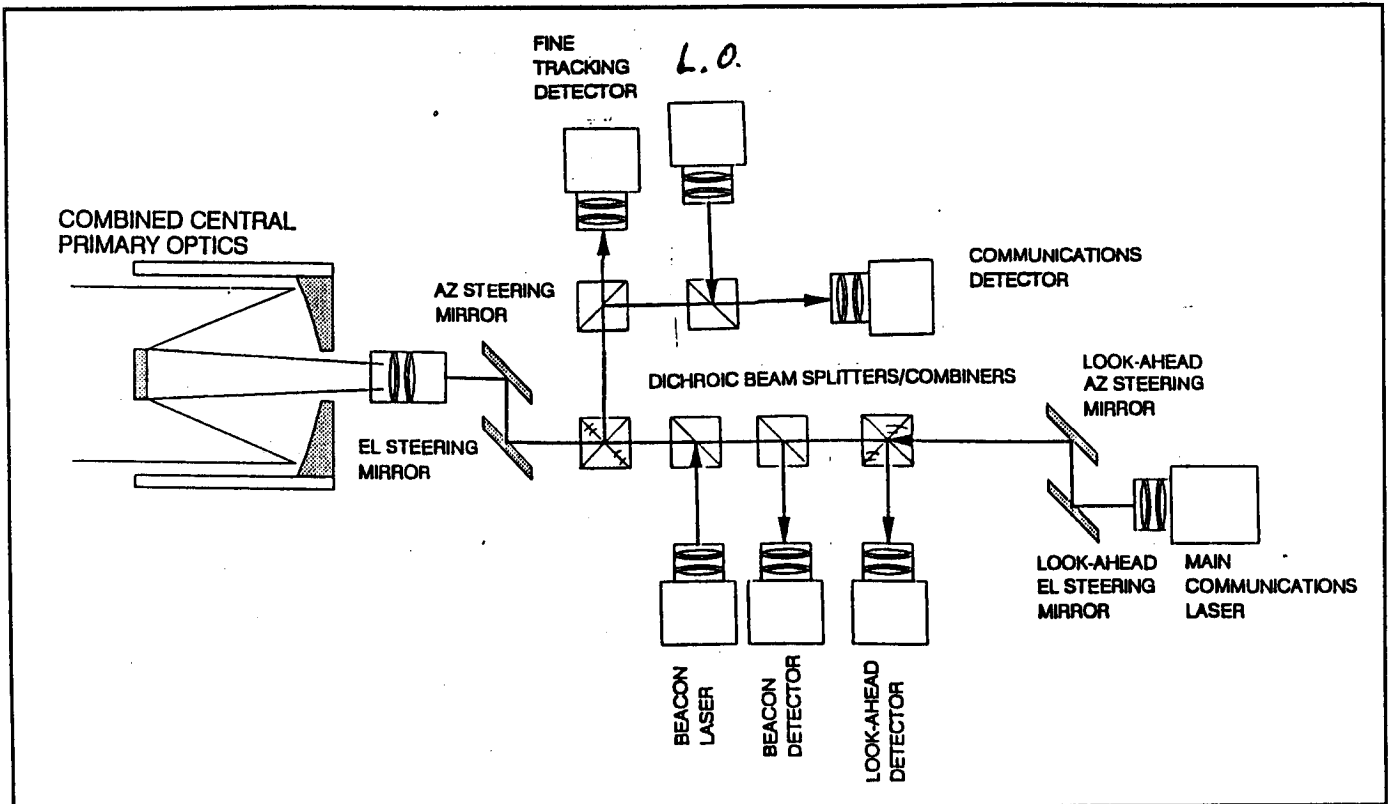 FINE
TRACKING
DETECTOR
L.O.
COMBINED CENTRAL
PRIMARY OPTICS
AZ STEERING
MIRROR
COMMUNICATIONS
DETECTOR
DICHROIC BEAM SPLITTERS/COMBINERS
LOOK-AHEAD
AZ STEERING
MIRROR
EL STEERING
MIRROR
LOOK-AHEAD
EL STEERING
MIRROR
MAIN
COMMUNICATIONS
LASER
BEACON
LASER
BEACON
DETECTOR
LOOK-AHEAD
DETECTOR